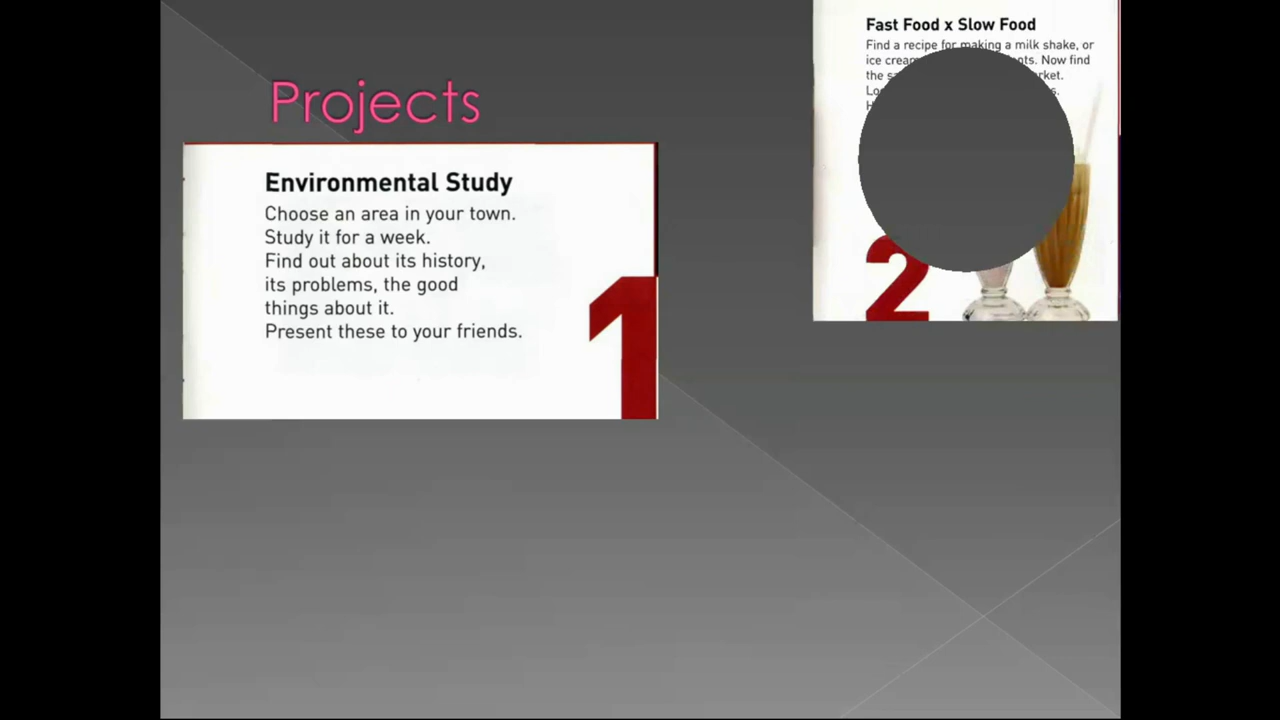 Projects
Environmental Study
Choose an area in your town.
Study it for a week.
Find out about its history,
its problems, the good
things about it.
Present these to your friends.
1
Fast Food x Slow Food
Find a recipe for making a milk shake, or
ice cream Now find
the
2